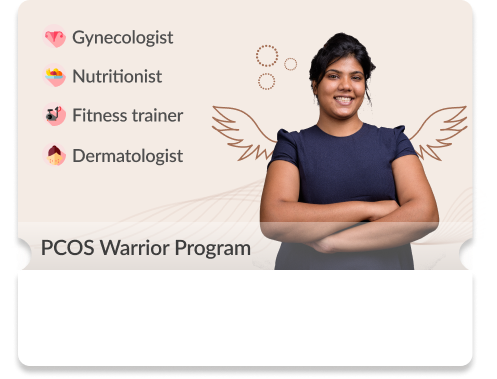 Gynecologist
Nutritionist
Fitness trainer
Dermatologist
PCOS Warrior Program